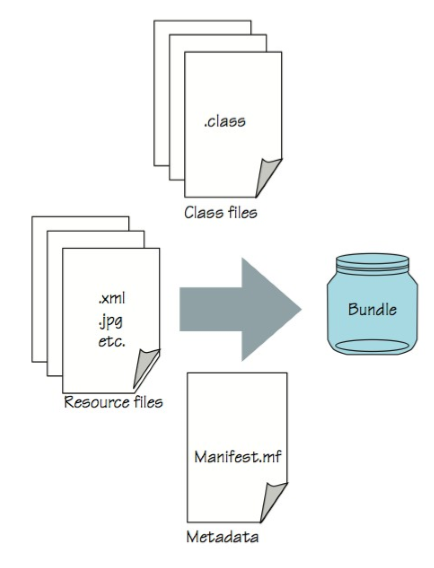 .class
Class files
.xml
.jpg
etc.
Resource files
Bundle
Manifest.mf
Metadata